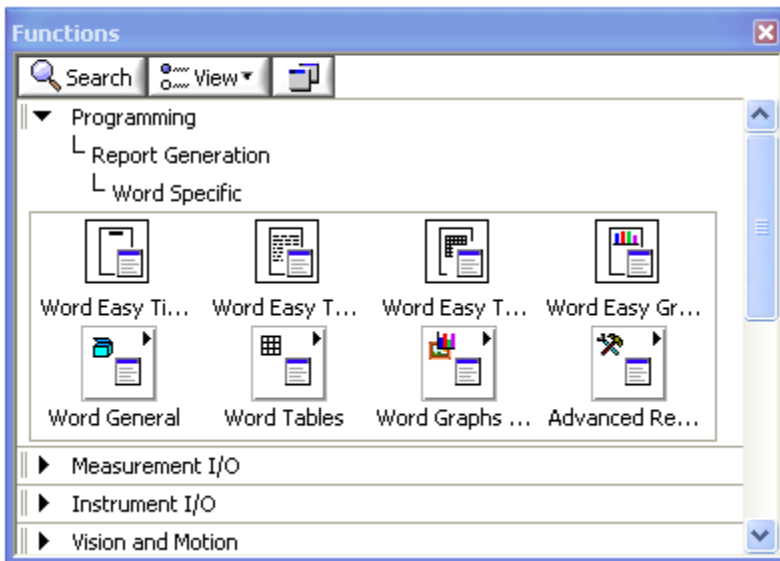 Functions
Search View
Programming
Report Generation
Word Specific
Word Easy Ti... Word Easy T... Word Easy T... Word Easy Gr...
Word General Word Tables Word Graphs ... Advanced Re...
Measurement I/O
Instrument I/O
Vision and Motion